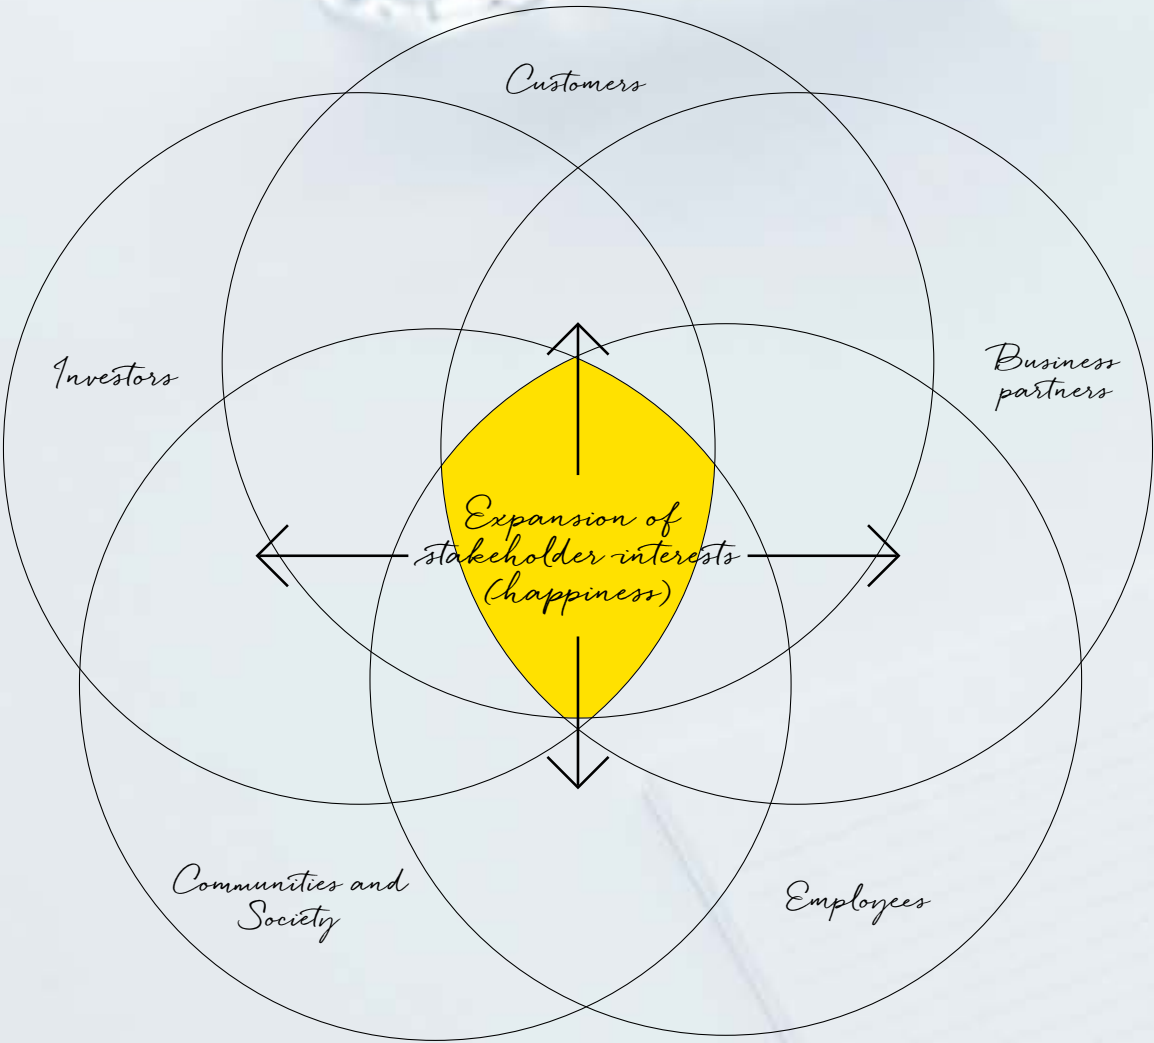 Customers
Investors
Business
partners
Expansion of
stakeholder interests
(happiness)
Communities and
Society
Employees